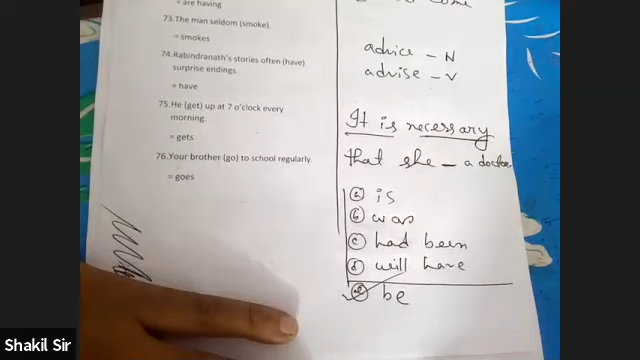 = are having
73.The man seldom (smoke).
= smokes
74.Rabindranath's stories often (have)
surprise endings.
= have
75.He (get) up at 7 o'clock every
morning.
= gets
76.Your brother (go) to school regularly.
= goes
come
advice - N
advise - V
It is necessary
that she _ a doctor
(a) is
(b) was
(c) had been
(d) will have
be
Shakil Sir